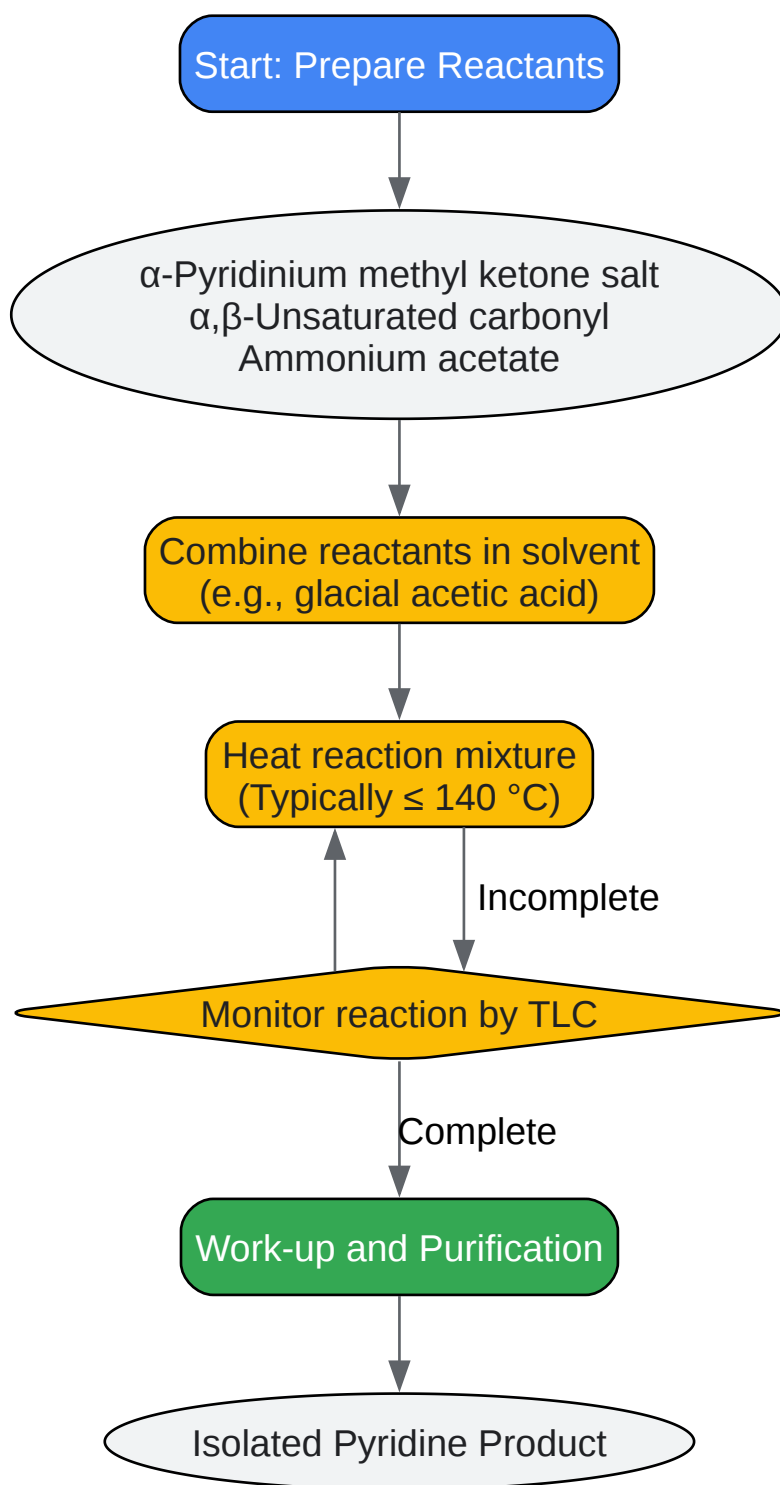 Start: Prepare Reactants
α-Pyridinium methyl ketone salt
α,β-Unsaturated carbonyl
Ammonium acetate
Combine reactants in solvent
(e.g., glacial acetic acid)
Heat reaction mixture
(Typically ≤ 140 °C)
Incomplete
Monitor reaction by TLC
Complete
Work-up and Purification
Isolated Pyridine Product